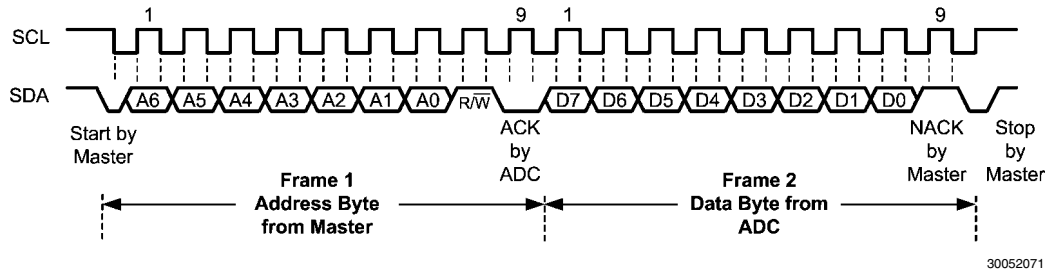 1 9 1 9
SCL
SDA A6 A5 A4 A3 A2 A1 A0 R/W̅ D7 D6 D5 D4 D3 D2 D1 D0
Start by
Master
ACK
by
ADC
NACK
by
Master
Stop
by
Master
Frame 1
Address Byte
from Master
Frame 2
Data Byte from
ADC
30052071